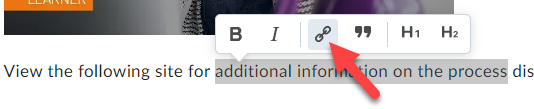 LEARNER
B I H1 H2
View the following site for additional information on the process dis